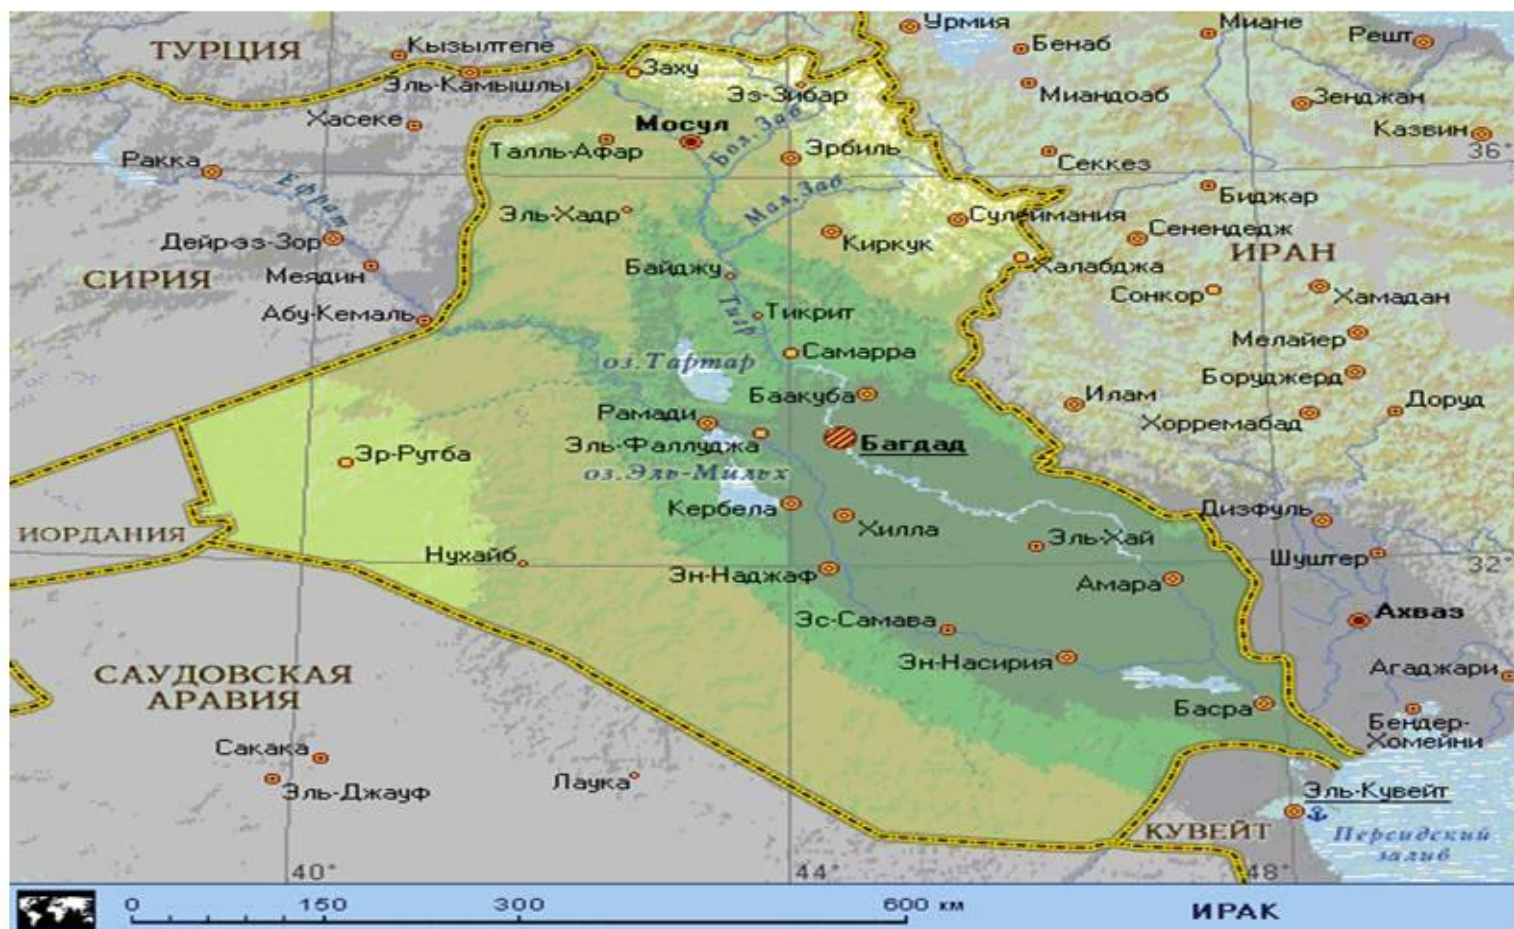 Урмия
Миане
Решт
ТУРЦИЯ
Кызылтепе
Бенаб
Эль-Камышлы
Заху
Эз-Зибар
Миандоаб
Зенджан
Хасеке
Мосул
Бол. Заб
Казвин
Ракка
Талль-Афар
Эрбиль
Секкез
36°
Ефрат
Мал. Заб
Биджар
Эль-Хадр
Сулеймания
Дейр-эз-Зор
Киркук
Сенендедж
СИРИЯ
Меядин
Байджу
Халабджа
ИРАН
Сонкор
Хамадан
Абу-Кемаль
Тигр
Тикрит
Мелайер
оз.Тартар
Самарра
Боруджерд
Баакуба
Илам
Доруд
Рамади
Хорремабад
Эль-Фаллуджа
Багдад
Эр-Рутба
оз.Эль-Мильх
Кербела
Хилла
Дизфуль
ИОРДАНИЯ
Нухайб
Эль-Хай
Шуштер
32°
Эн-Наджаф
Амара
Эс-Самава
Ахваз
Эн-Насирия
Агаджари
САУДОВСКАЯ
АРАВИЯ
Басра
Бендер-
Хомейни
Сакака
Эль-Джауф
Лаука
Эль-Кувейт
КУВЕЙТ
Персидский
залив
40°
44°
48°
0 150 300 600 км
ИРАК